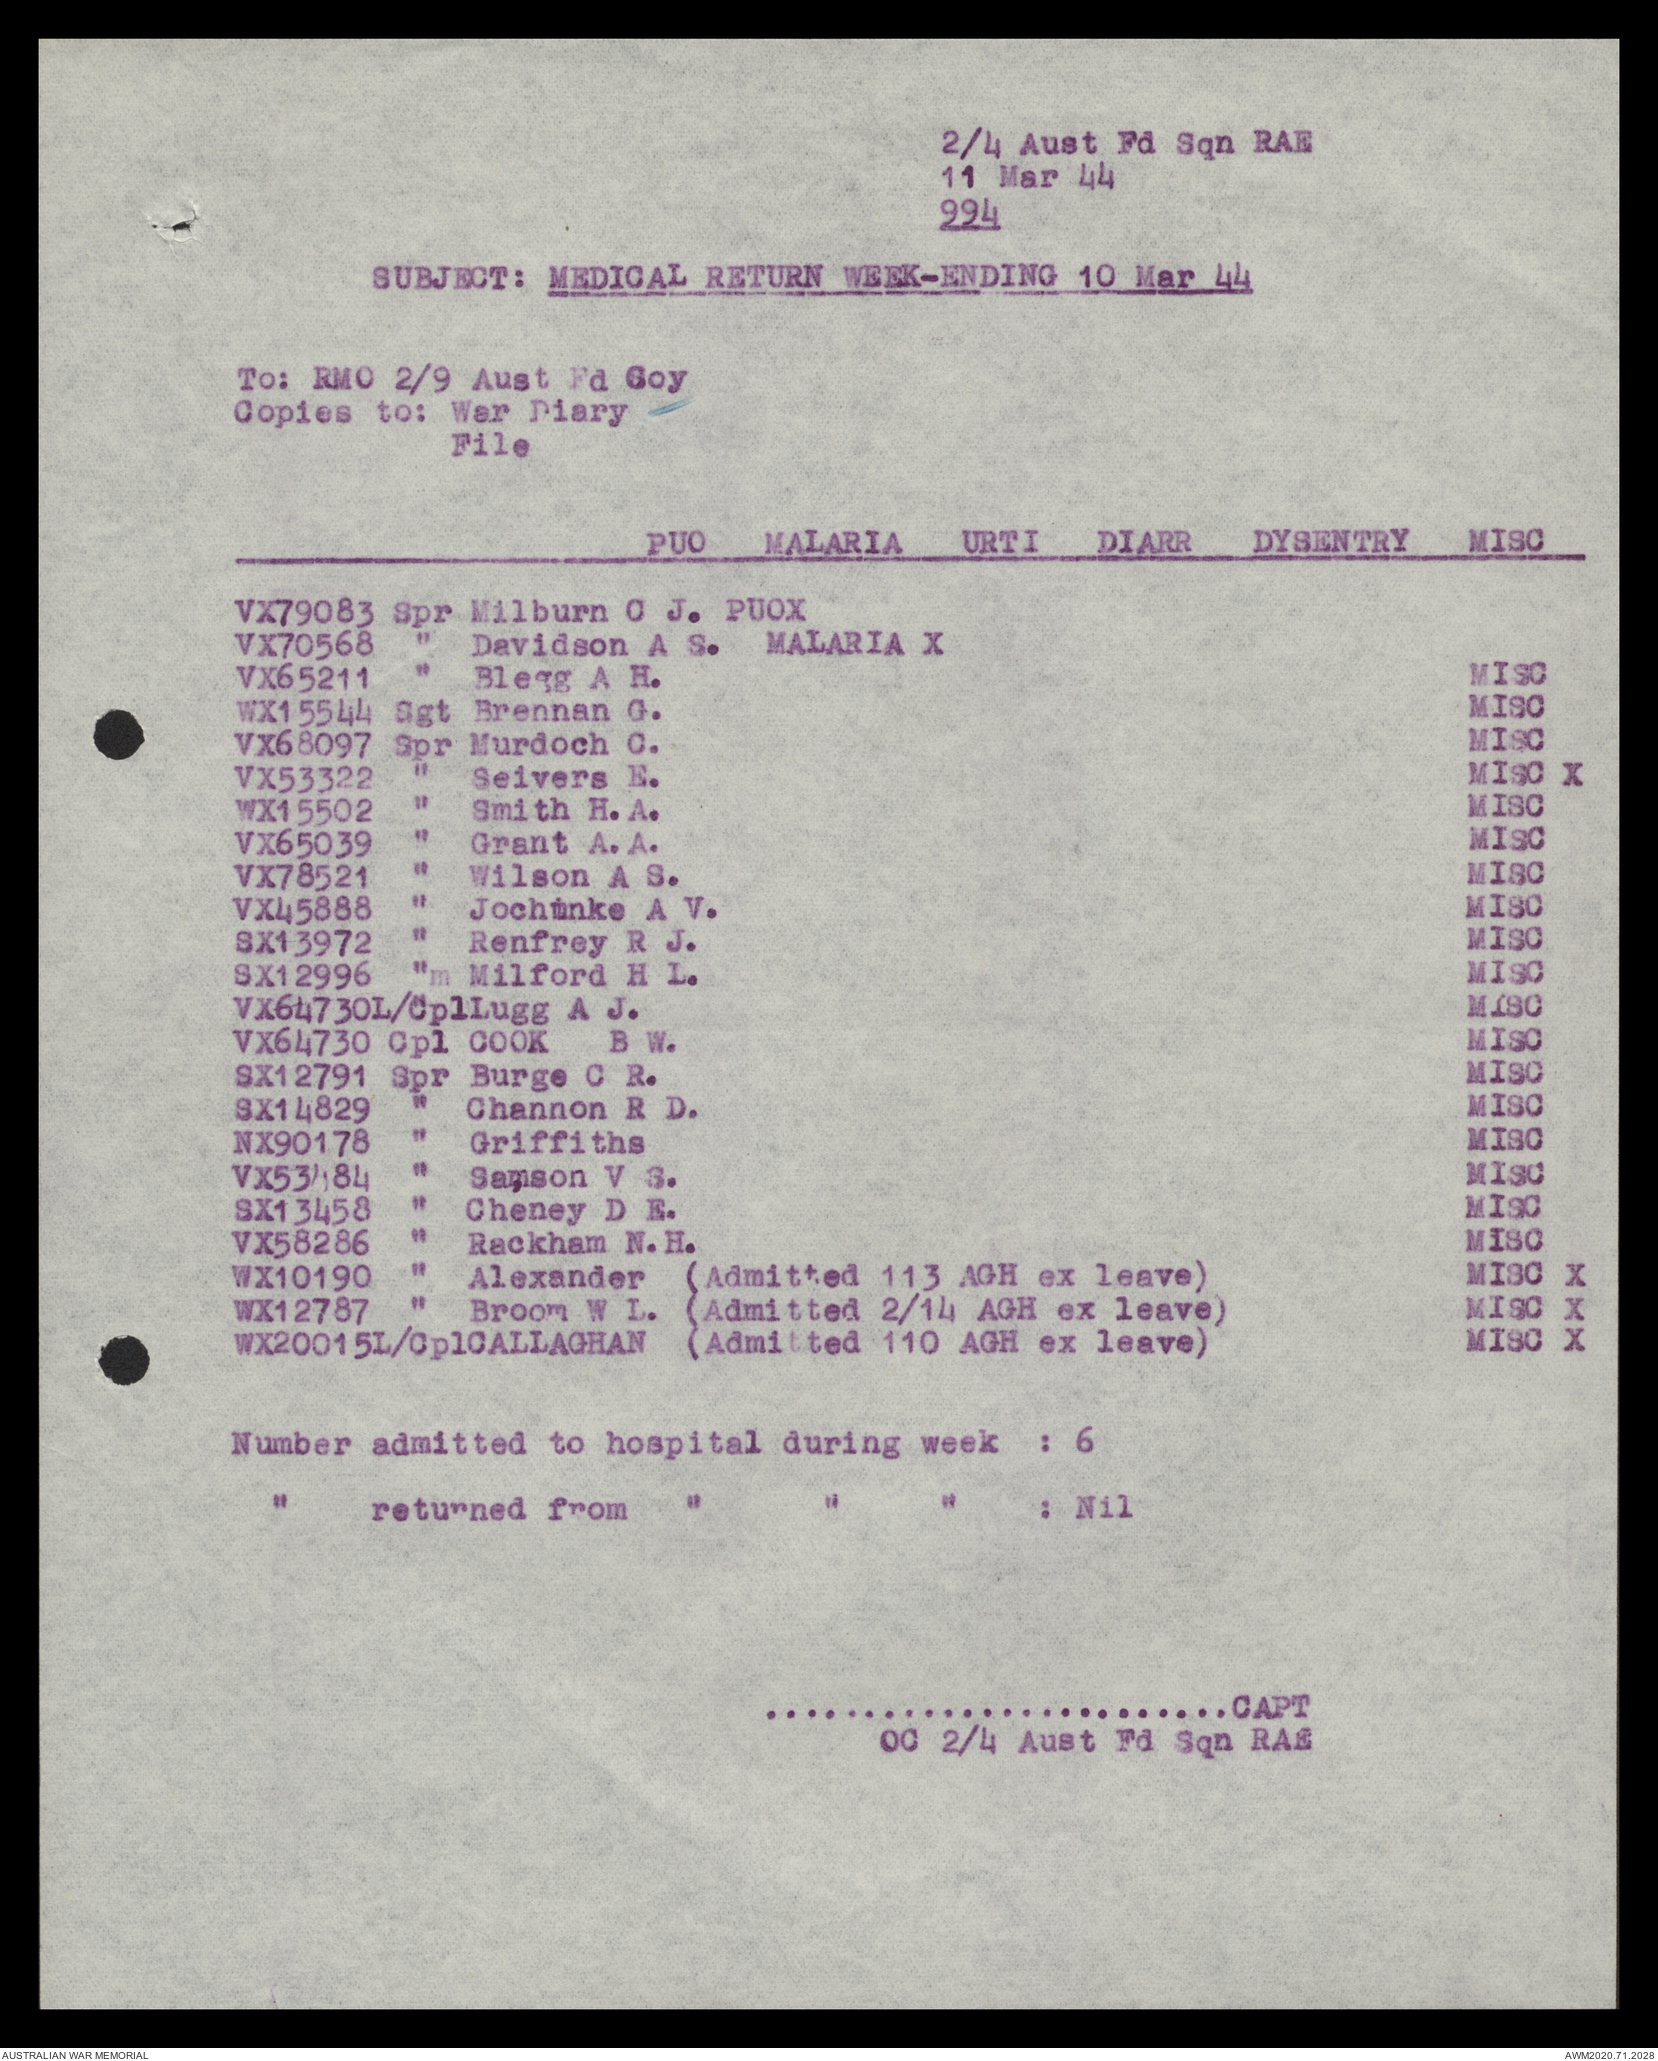 2/4 Aust Fd Sqn RAE
11 Mar 44
994
SUBJECT: MEDICAL RETURN WEEK-ENDING 10 Mar 44
To: RMO 2/9 Aust Fd Coy
Copies to: War Diary
File
PUO MALARIA URTI DIARR DYSENTRY MISC
VX79083 Spr Milburn C J. PUOX
VX70568 " Davidson A S. MALARIA X
VX65211 " Blegg A H. MISC
WX15544 Sgt Brennan G. MISC
VX68097 Spr Murdoch C. MISC
VX53322 " Seivers E. MISC X
WX15502 " Smith H.A. MISC
VX65039 " Grant A.A. MISC
VX78521 " Wilson A S. MISC
VX45888 " Jochinke A V. MISC
SX13972 " Renfrey R J. MISC
SX12996 "m Milford H L. MISC
VX64730L/CplLugg A J. MISC
VX64730 Cpl COOK B W. MISC
SX12791 Spr Burge C R. MISC
SX14829 " Channon R D. MISC
NX90178 " Griffiths MISC
VX53484 " Samson V S. MISC
SX13458 " Cheney D E. MISC
VX58286 " Rackham N.H. MISC
WX10190 " Alexander (Admitted 113 AGH ex leave) MISC X
WX12787 " Broom W L. (Admitted 2/14 AGH ex leave) MISC X
WX20015L/CplCALLAGHAN (Admitted 110 AGH ex leave) MISC X
Number admitted to hospital during week : 6
" returned from " " " : Nil
..........................CAPT
OC 2/4 Aust Fd Sqn RAE
AUSTRALIAN WAR MEMORIAL
AWM2020.71.2028